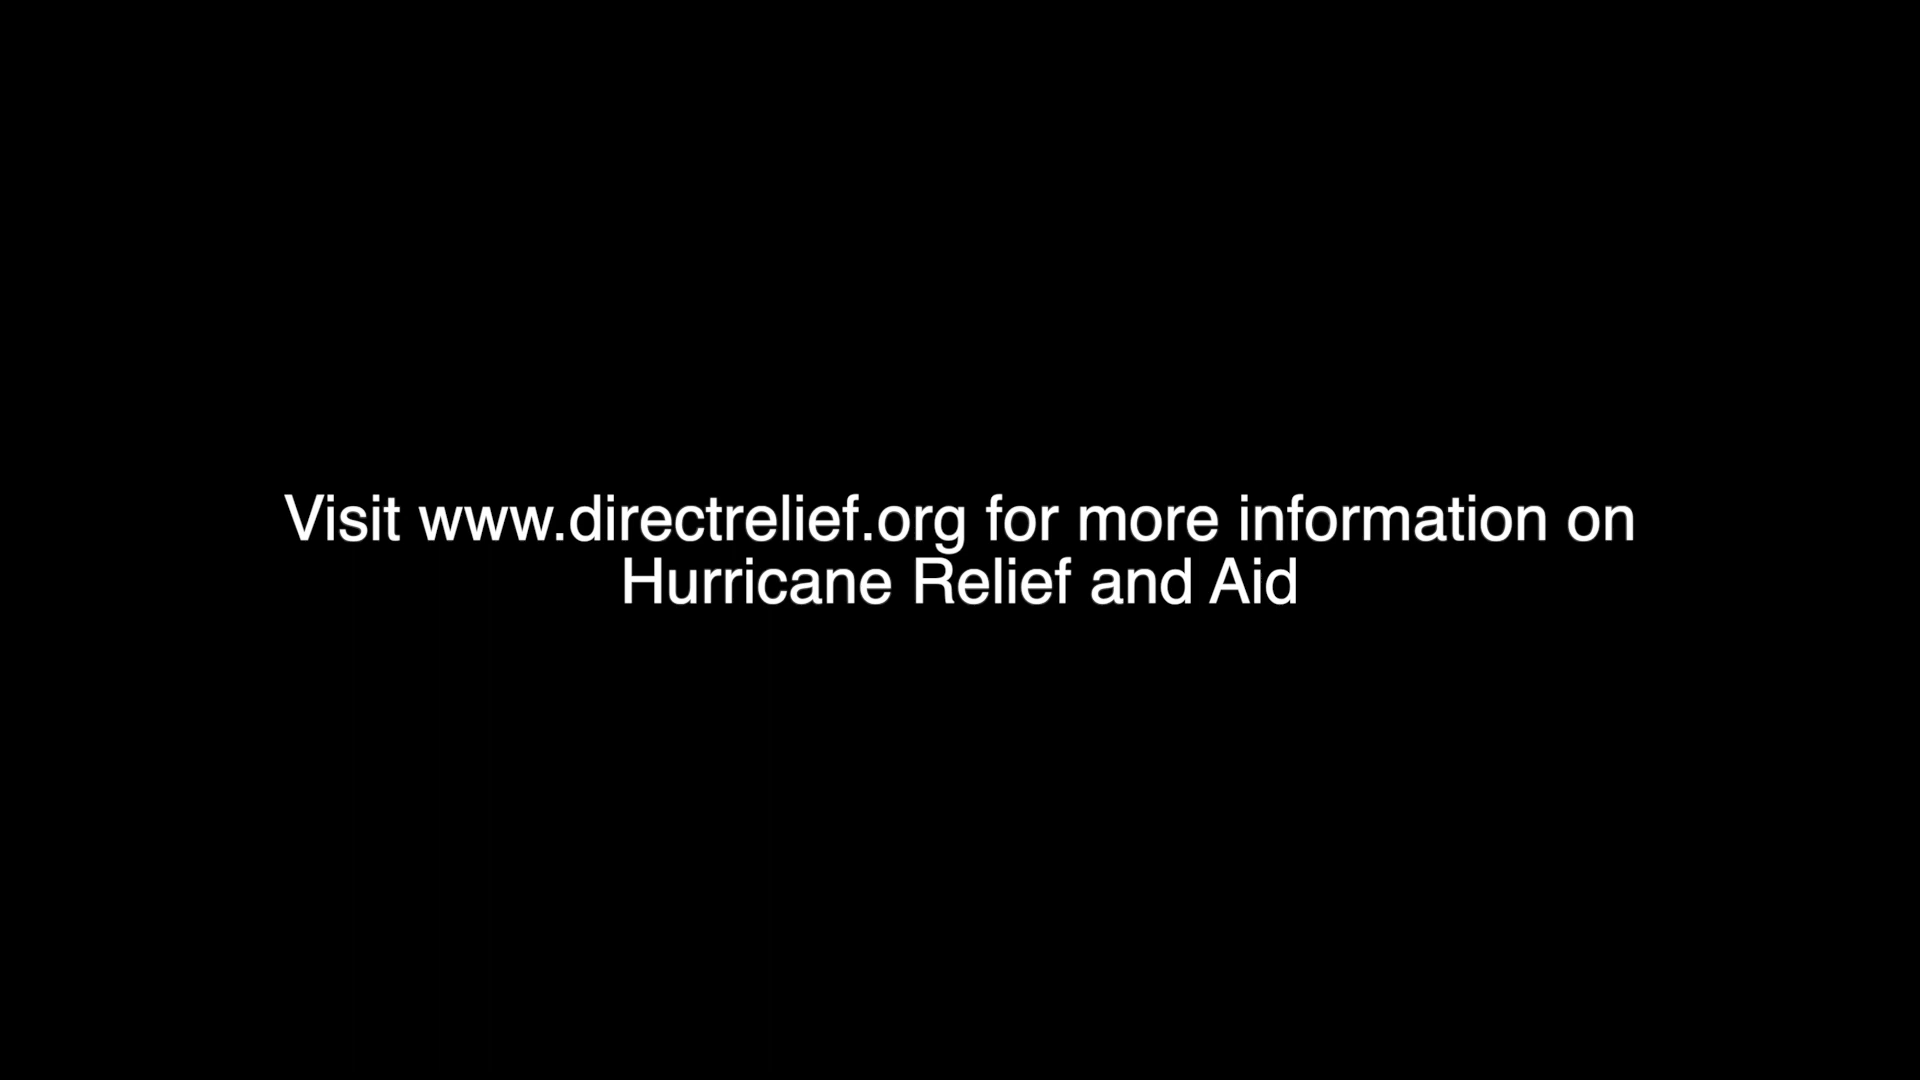 Visit www.directrelief.org for more information on
Hurricane Relief and Aid